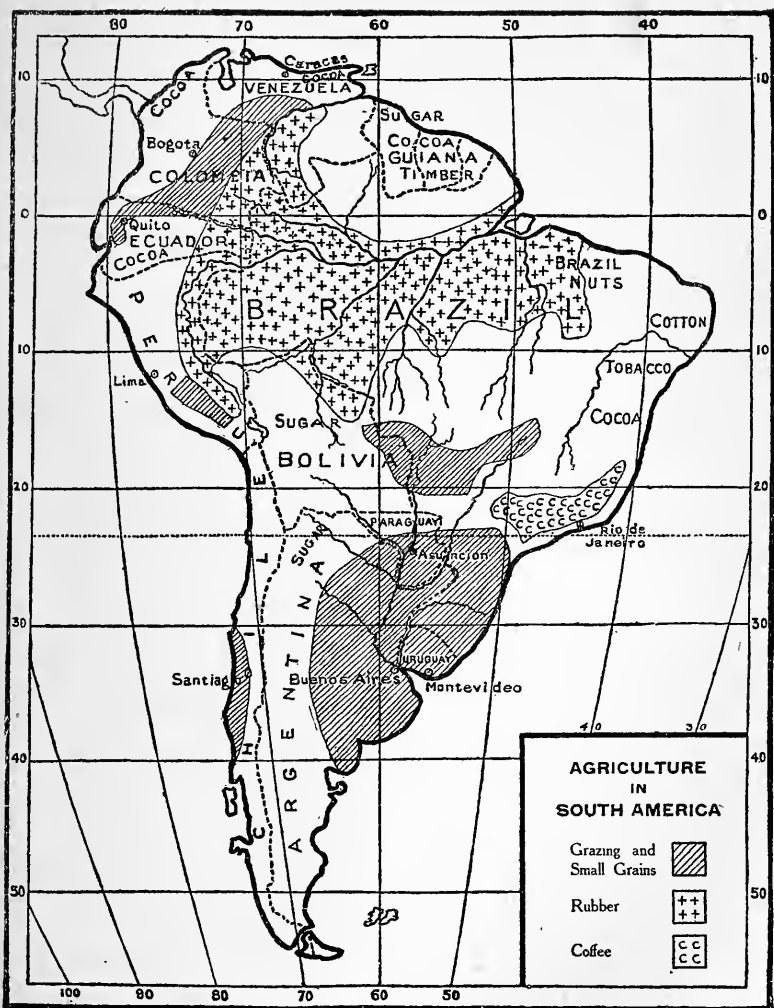 80 70 60 50 40
10 10
Caracas
COCOA
COCOA
VENEZUELA
SUGAR
Bogota
COCOA
GUIANA
TIMBER
COLOMBIA
0 0
Quito
ECUADOR
COCOA
BRAZIL
NUTS
BRAZIL
PERU
COTTON
10 10
Lima
TOBACCO
SUGAR
COCOA
BOLIVIA
20 20
PARAGUAY
Rio de
Janeiro
SUGAR
Asuncion
CHILE
ARGENTINA
30 30
URUGUAY
Santiago
Buenos Aires
Montevideo
40 30
40 40
AGRICULTURE
IN
SOUTH AMERICA
Grazing and
Small Grains
Rubber
Coffee
50 50
100 90 80 70 60 50